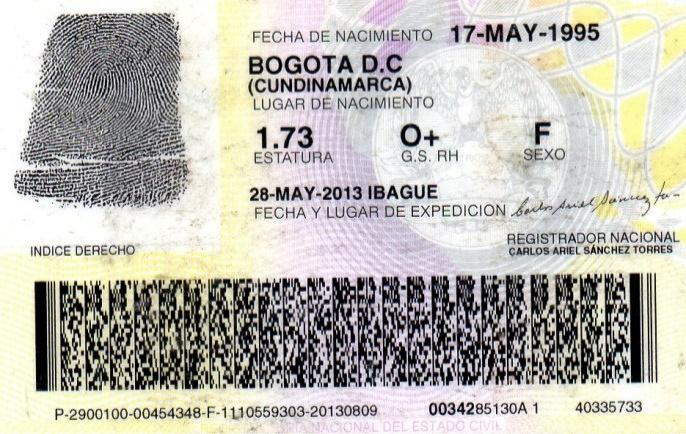 FECHA DE NACIMIENTO 17-MAY-1995
BOGOTA D.C
(CUNDINAMARCA)
LUGAR DE NACIMIENTO
1.73 O+ F
ESTATURA G.S. RH SEXO
28-MAY-2013 IBAGUE
FECHA Y LUGAR DE EXPEDICION
INDICE DERECHO
REGISTRADOR NACIONAL
CARLOS ARIEL SÁNCHEZ TORRES
P-2900100-00454348-F-1110559303-20130809 0034285130A 1 40335733
NACIONAL DEL ESTADO CIVIL